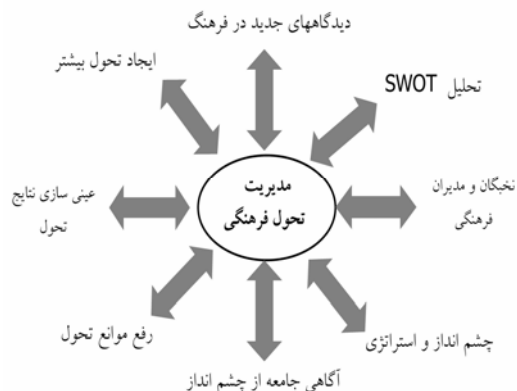 دیدگاههای جدید در فرهنگ
تحلیل SWOT
نخبگان و مدیران
فرهنگی
چشم انداز و استراتژی
آگاهی جامعه از چشم انداز
رفع موانع تحول
عینی سازی نتایج
تحول
ایجاد تحول بیشتر
مدیریت
تحول فرهنگی